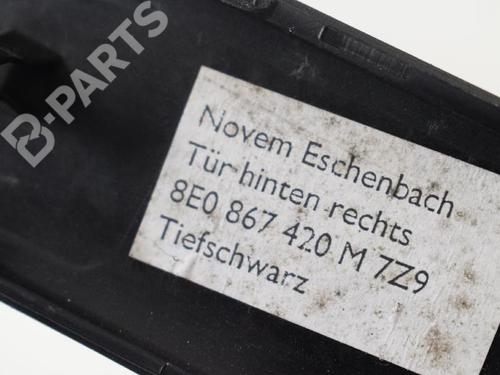 B-PARTS
Novem Eschenbach
Tür hinten rechts
8E0 867 420 M 7Z9
Tiefschwarz